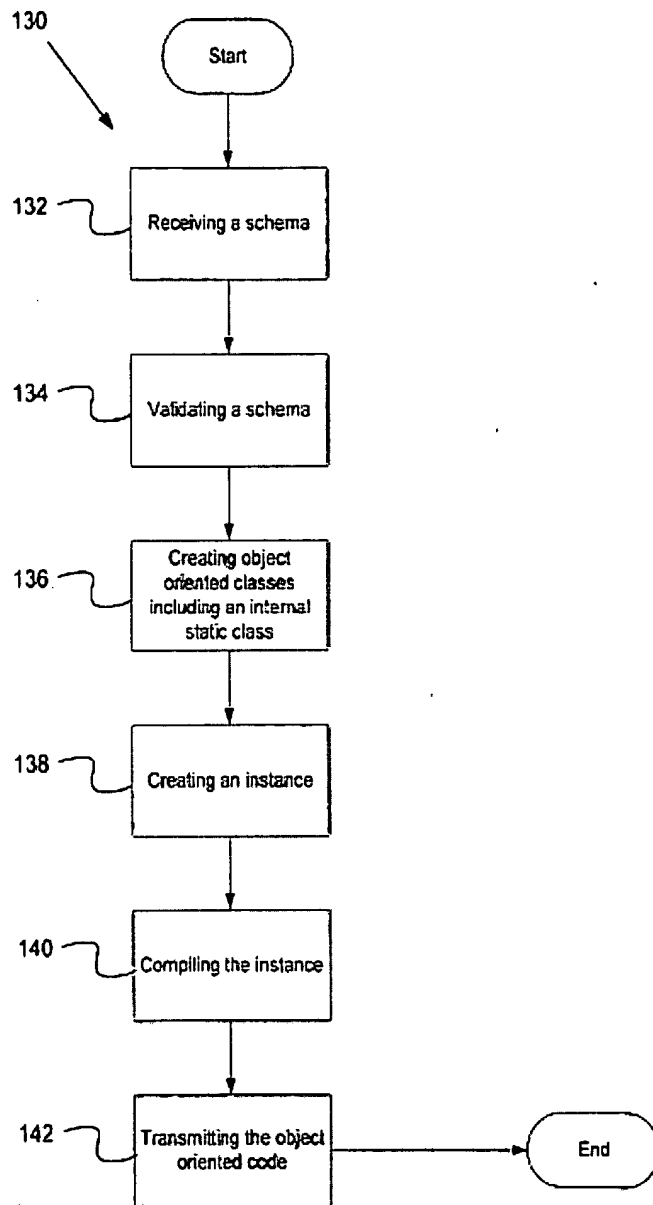 130
Start
132
Receiving a schema
134
Validating a schema
136
Creating object
oriented classes
including an internal
static class
138
Creating an instance
140
Compiling the instance
142
Transmitting the object
oriented code
End